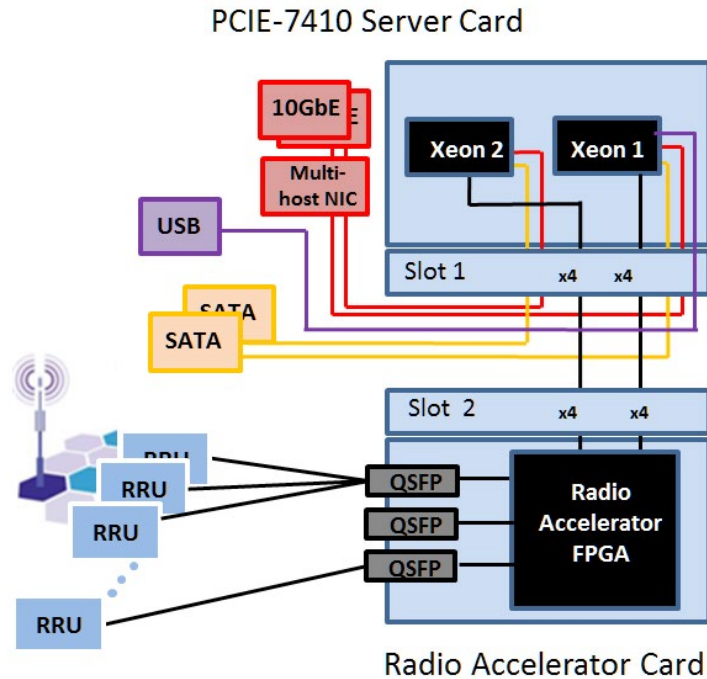 PCIE-7410 Server Card
10GbE
E
Multi-
host NIC
Xeon 2
Xeon 1
USB
Slot 1
x4
x4
SATA
SATA
Slot 2
x4
x4
RRU
RRU
RRU
RRU
QSFP
QSFP
QSFP
Radio
Accelerator
FPGA
Radio Accelerator Card